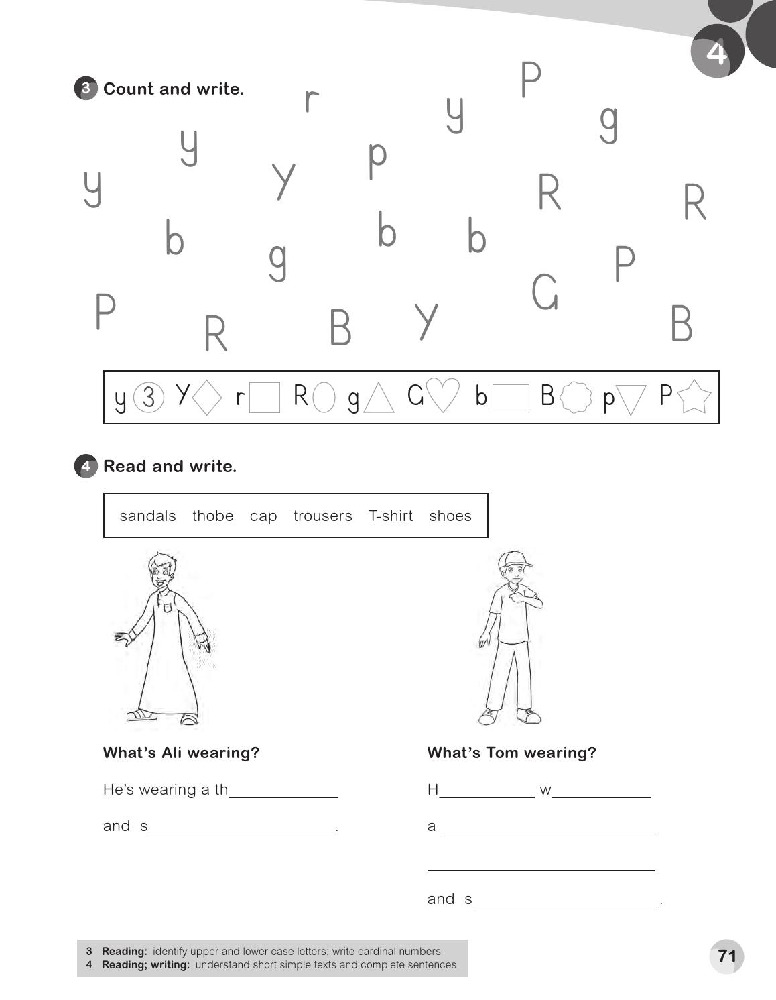 4
3 Count and write.
r
P
y
g
y
p
y
Y
R
R
b
b
b
g
P
G
P
R
B
Y
B
y 3 Y r R g G b B p P
4 Read and write.
sandals thobe cap trousers T-shirt shoes
What's Ali wearing?
He's wearing a th
and s .
What's Tom wearing?
H w
a
and s .
3 Reading: identify upper and lower case letters; write cardinal numbers
4 Reading; writing: understand short simple texts and complete sentences
71